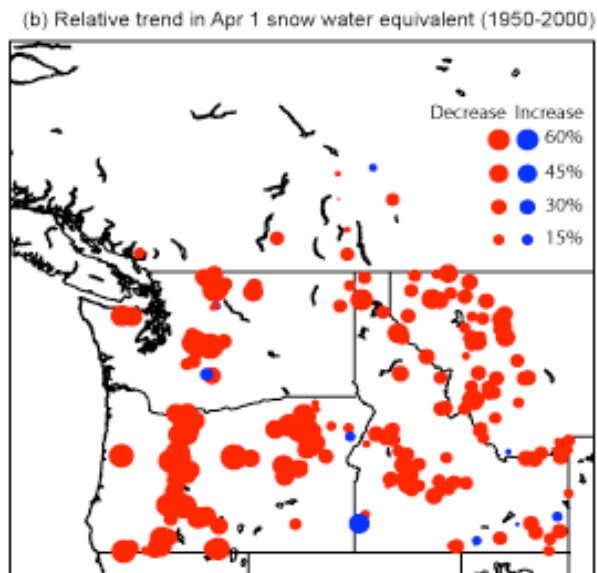 (b) Relative trend in Apr 1 snow water equivalent (1950-2000)
Decrease Increase
60%
45%
30%
15%